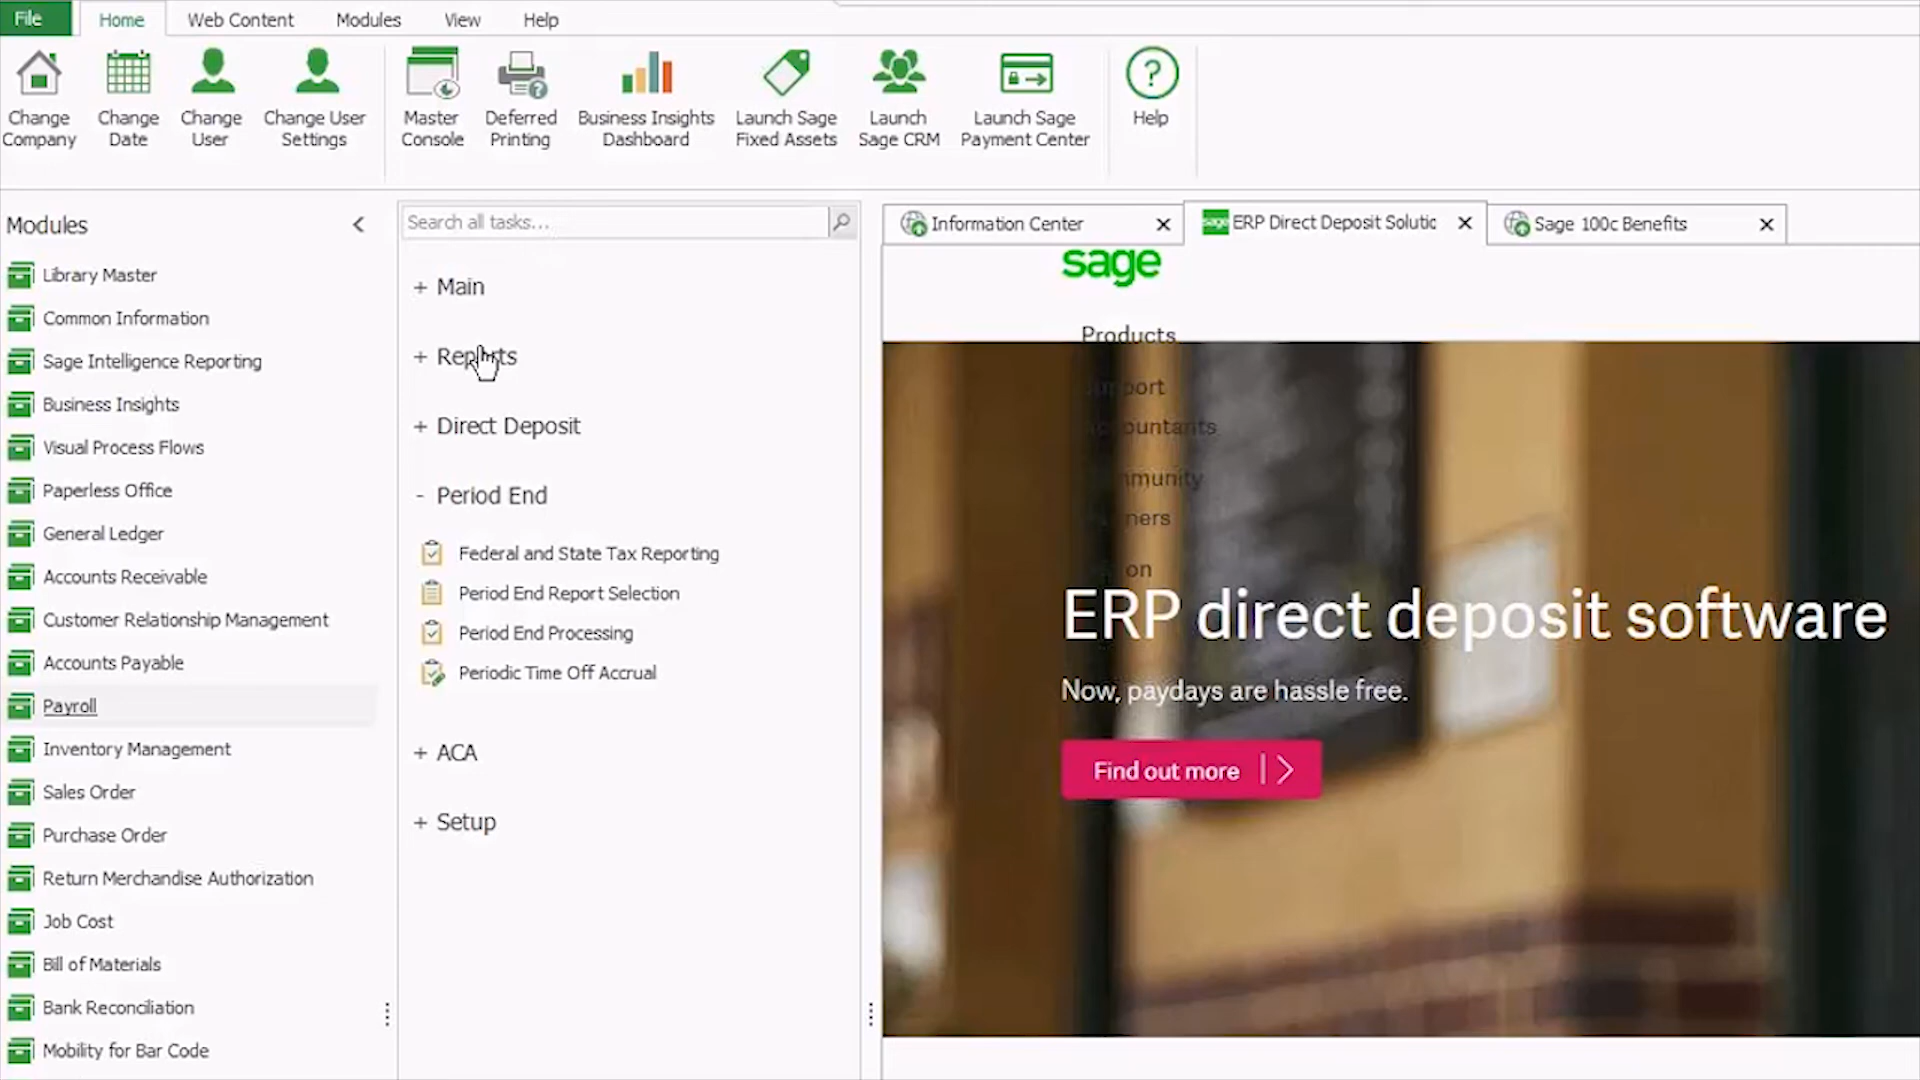 File
Home
Web Content
Modules
View
Help
Change
Company
Change
Date
Change
User
Change User
Settings
Master
Console
Deferred
Printing
Business Insights
Dashboard
Launch Sage
Fixed Assets
Launch
Sage CRM
Launch Sage
Payment Center
Help
Modules
Library Master
Common Information
Sage Intelligence Reporting
Business Insights
Visual Process Flows
Paperless Office
General Ledger
Accounts Receivable
Customer Relationship Management
Accounts Payable
Payroll
Inventory Management
Sales Order
Purchase Order
Return Merchandise Authorization
Job Cost
Bill of Materials
Bank Reconciliation
Mobility for Bar Code
Search all tasks...
+ Main
+ Reports
+ Direct Deposit
- Period End
Federal and State Tax Reporting
Period End Report Selection
Period End Processing
Periodic Time Off Accrual
+ ACA
+ Setup
Information Center
sage
ERP Direct Deposit Solutic
Sage 100c Benefits
sage
Products
Support
Accountants
Community
Partners
on
ERP direct deposit software
Now, paydays are hassle free.
Find out more